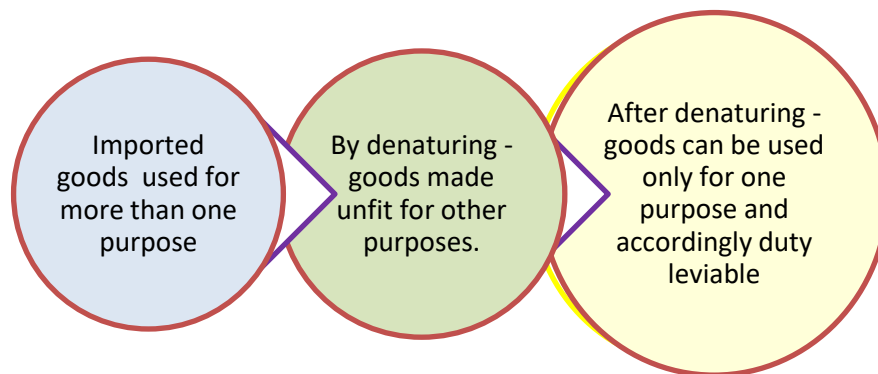 Imported
goods used for
more than one
purpose
By denaturing -
goods made
unfit for other
purposes.
After denaturing -
goods can be used
only for one
purpose and
accordingly duty
leviable